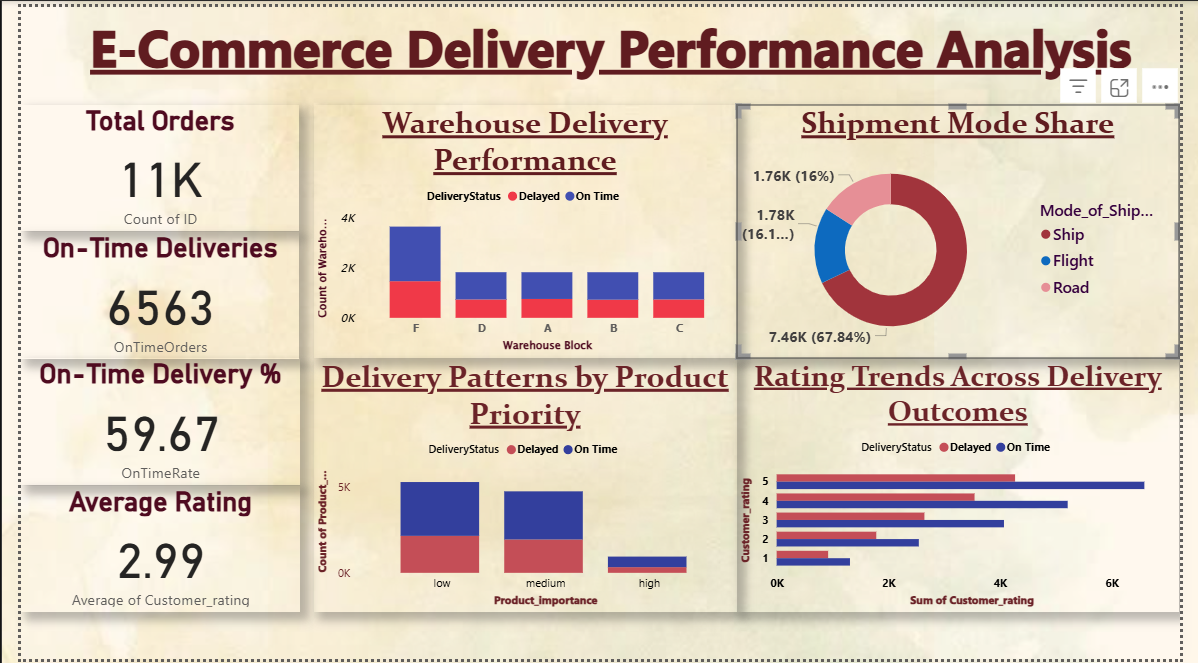 E-Commerce Delivery Performance Analysis
Total Orders
11K
Count of ID
On-Time Deliveries
6563
OnTimeOrders
On-Time Delivery %
59.67
OnTimeRate
Average Rating
2.99
Average of Customer_rating
Warehouse Delivery
Performance
DeliveryStatus Delayed On Time
Count of Wareho...
4K
2K
0K
F D A B C
Warehouse Block
Shipment Mode Share
1.76K (16%)
1.78K
(16.1...)
7.46K (67.84%)
Mode_of_Ship...
Ship
Flight
Road
Delivery Patterns by Product
Priority
DeliveryStatus Delayed On Time
Count of Product_...
5K
0K
low medium high
Product_importance
Rating Trends Across Delivery
Outcomes
DeliveryStatus Delayed On Time
Customer_rating
5
4
3
2
1
0K 2K 4K 6K
Sum of Customer_rating